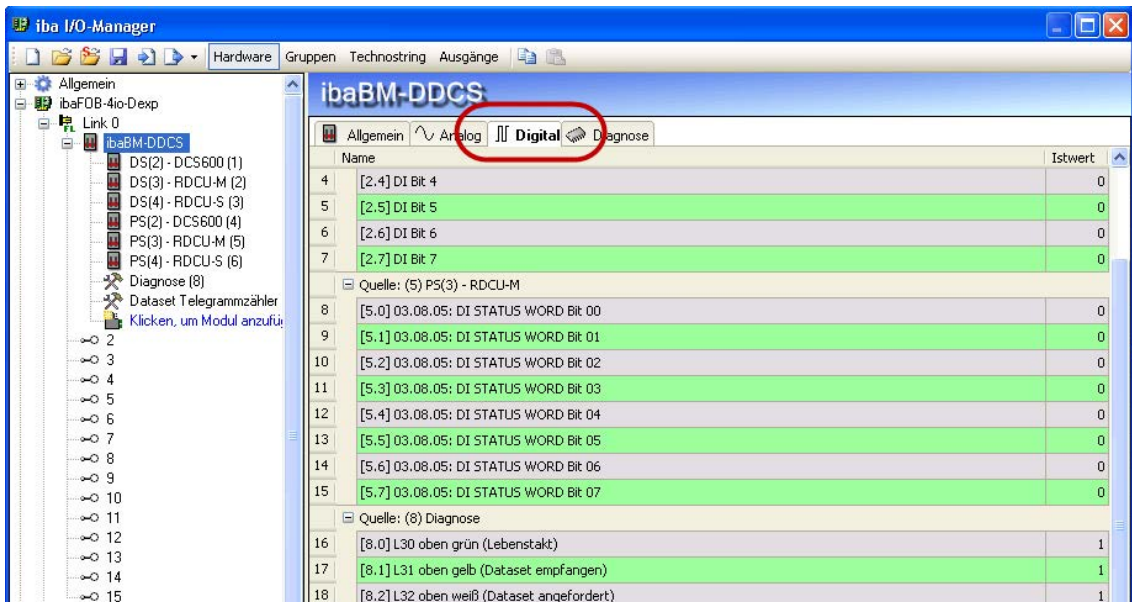 iba I/O-Manager
Hardware Gruppen Technostring Ausgänge
Allgemein
ibaFOB-4io-Dexp
Link 0
ibaBM-DDCS
DS(2) - DCS600 (1)
DS(3) - RDCU-M (2)
DS(4) - RDCU-S (3)
PS(2) - DCS600 (4)
PS(3) - RDCU-M (5)
PS(4) - RDCU-S (6)
Diagnose (8)
Dataset Telegrammzähler
Klicken, um Modul anzufü
2
3
4
5
6
7
8
9
10
11
12
13
14
15
ibaBM-DDCS
Allgemein Analog Digital Diagnose
Name Istwert
4 [2.4] DI Bit 4 0
5 [2.5] DI Bit 5 0
6 [2.6] DI Bit 6 0
7 [2.7] DI Bit 7 0
Quelle: (5) PS(3) - RDCU-M
8 [5.0] 03.08.05: DI STATUS WORD Bit 00 0
9 [5.1] 03.08.05: DI STATUS WORD Bit 01 0
10 [5.2] 03.08.05: DI STATUS WORD Bit 02 0
11 [5.3] 03.08.05: DI STATUS WORD Bit 03 0
12 [5.4] 03.08.05: DI STATUS WORD Bit 04 0
13 [5.5] 03.08.05: DI STATUS WORD Bit 05 0
14 [5.6] 03.08.05: DI STATUS WORD Bit 06 0
15 [5.7] 03.08.05: DI STATUS WORD Bit 07 0
Quelle: (8) Diagnose
16 [8.0] L30 oben grün (Lebenstakt) 1
17 [8.1] L31 oben gelb (Dataset empfangen) 1
18 [8.2] L32 oben weiß (Dataset angefordert) 1